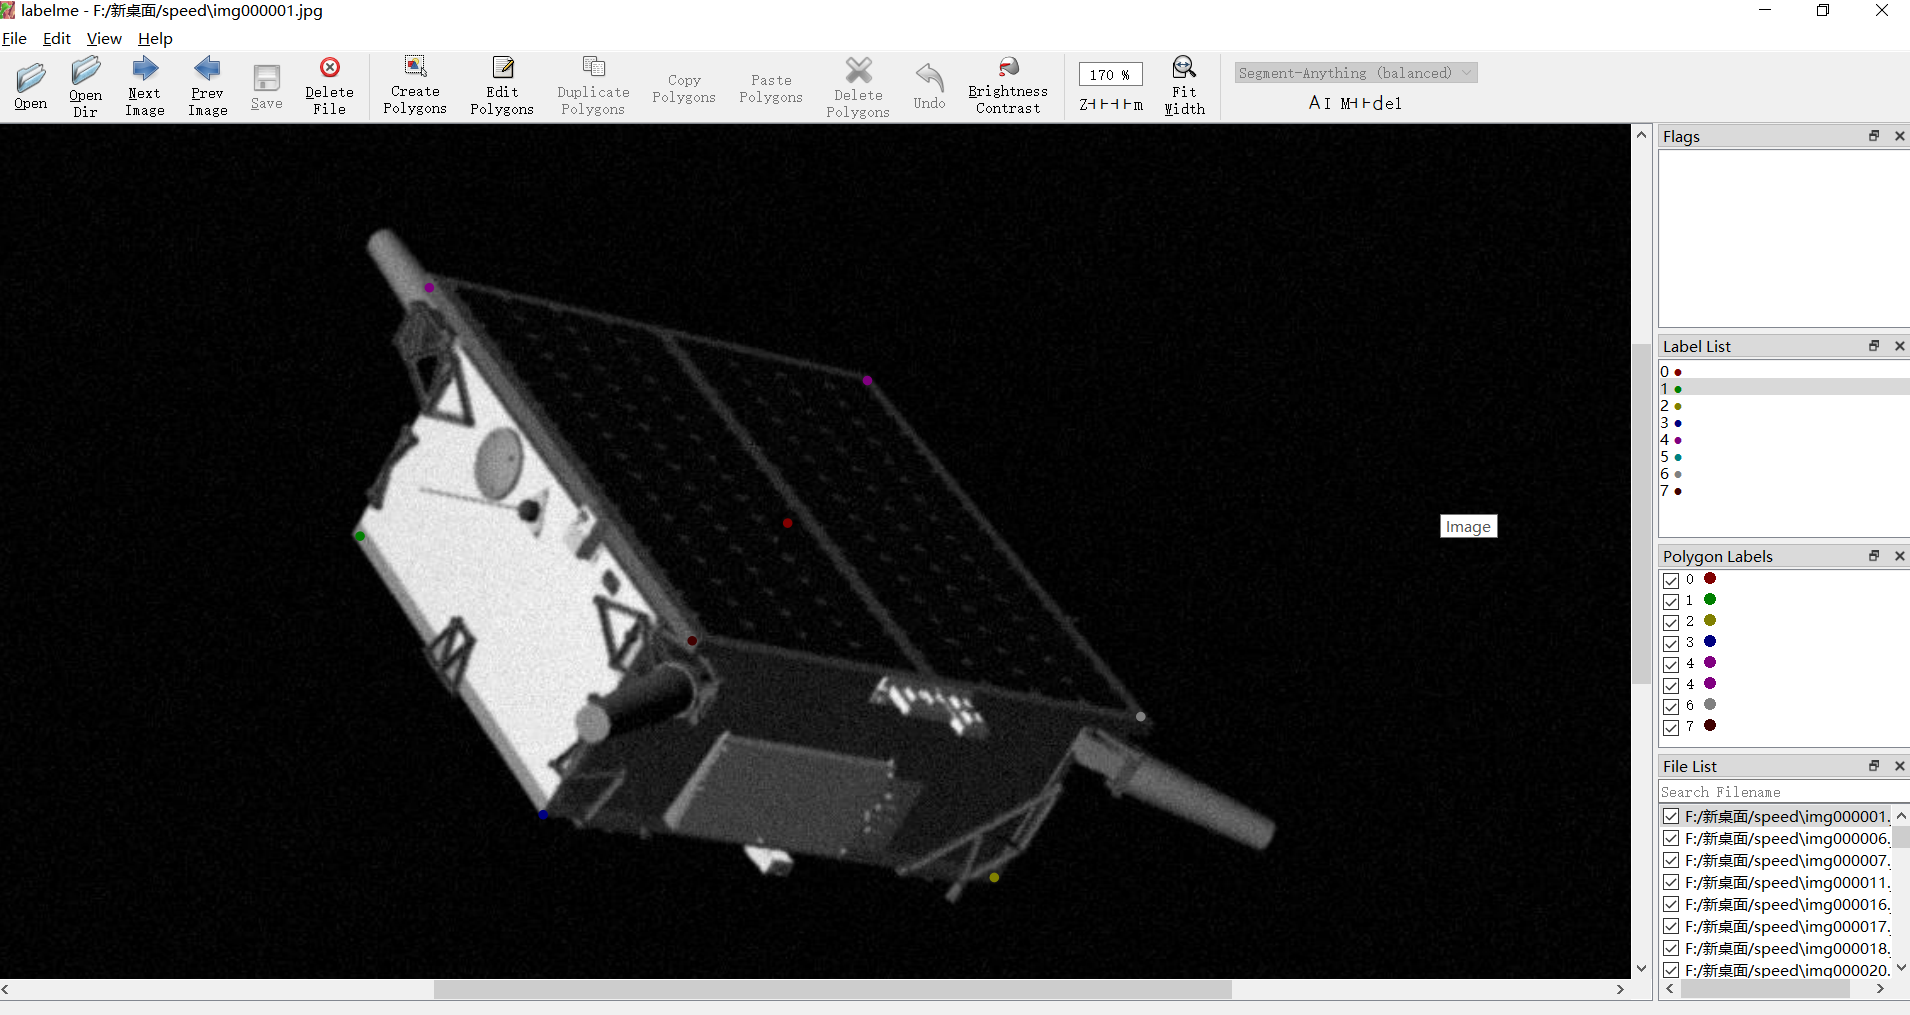 labelme - F:/新桌面/speed\img000001.jpg
File Edit View Help
Open
Open Dir
Next Image
Prev Image
Save
Delete File
Create Polygons
Edit Polygons
Duplicate Polygons
Copy Polygons
Paste Polygons
Delete Polygons
Undo
Brightness Contrast
170 %
Fit Width
Segment-Anything (balanced)
Flags
Label List
0
1
2
3
4
5
6
7
Image
Polygon Labels
0
1
2
3
4
4
6
7
File List
Search Filename
F:/新桌面/speed\img000001.
F:/新桌面/speed\img000006.
F:/新桌面/speed\img000007.
F:/新桌面/speed\img000011.
F:/新桌面/speed\img000016.
F:/新桌面/speed\img000017.
F:/新桌面/speed\img000018.
F:/新桌面/speed\img000020.